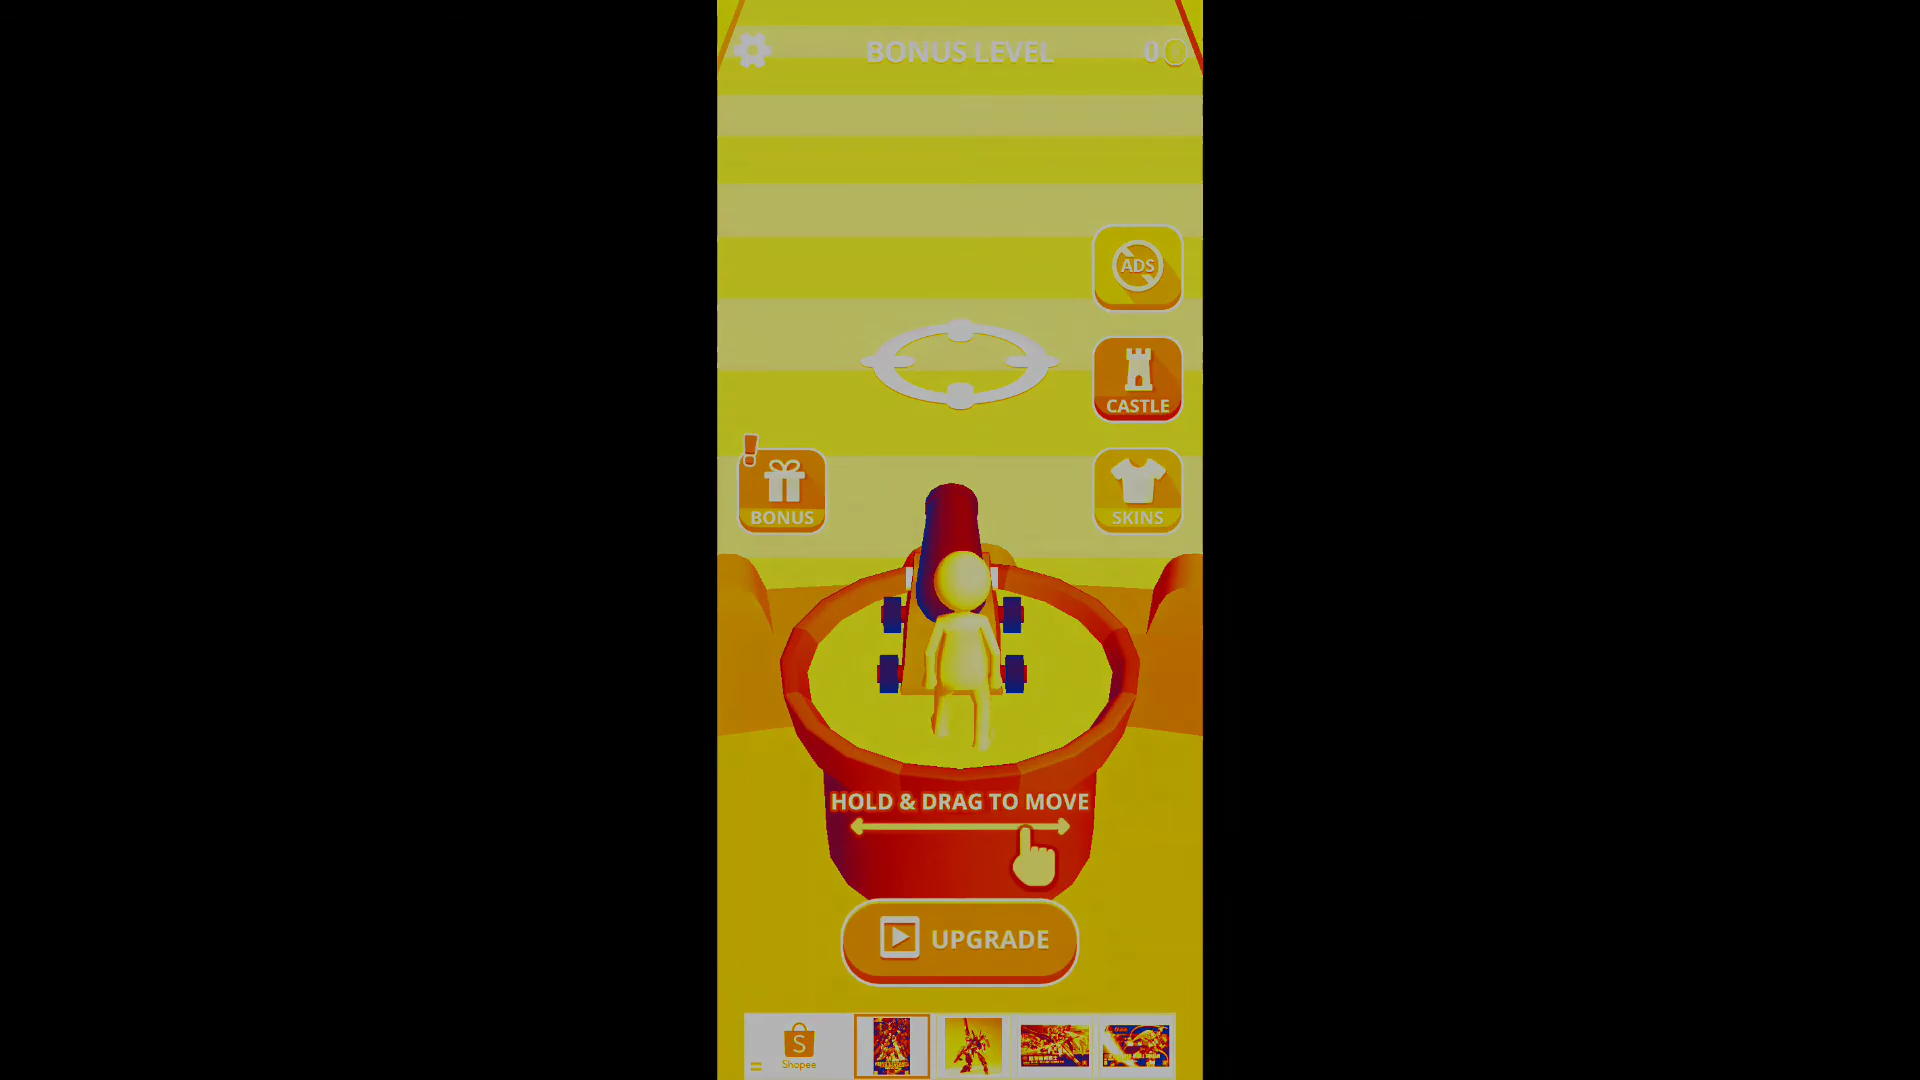 BONUS LEVEL
0
ADS
CASTLE
BONUS
SKINS
HOLD & DRAG TO MOVE
UPGRADE
S
Shopee